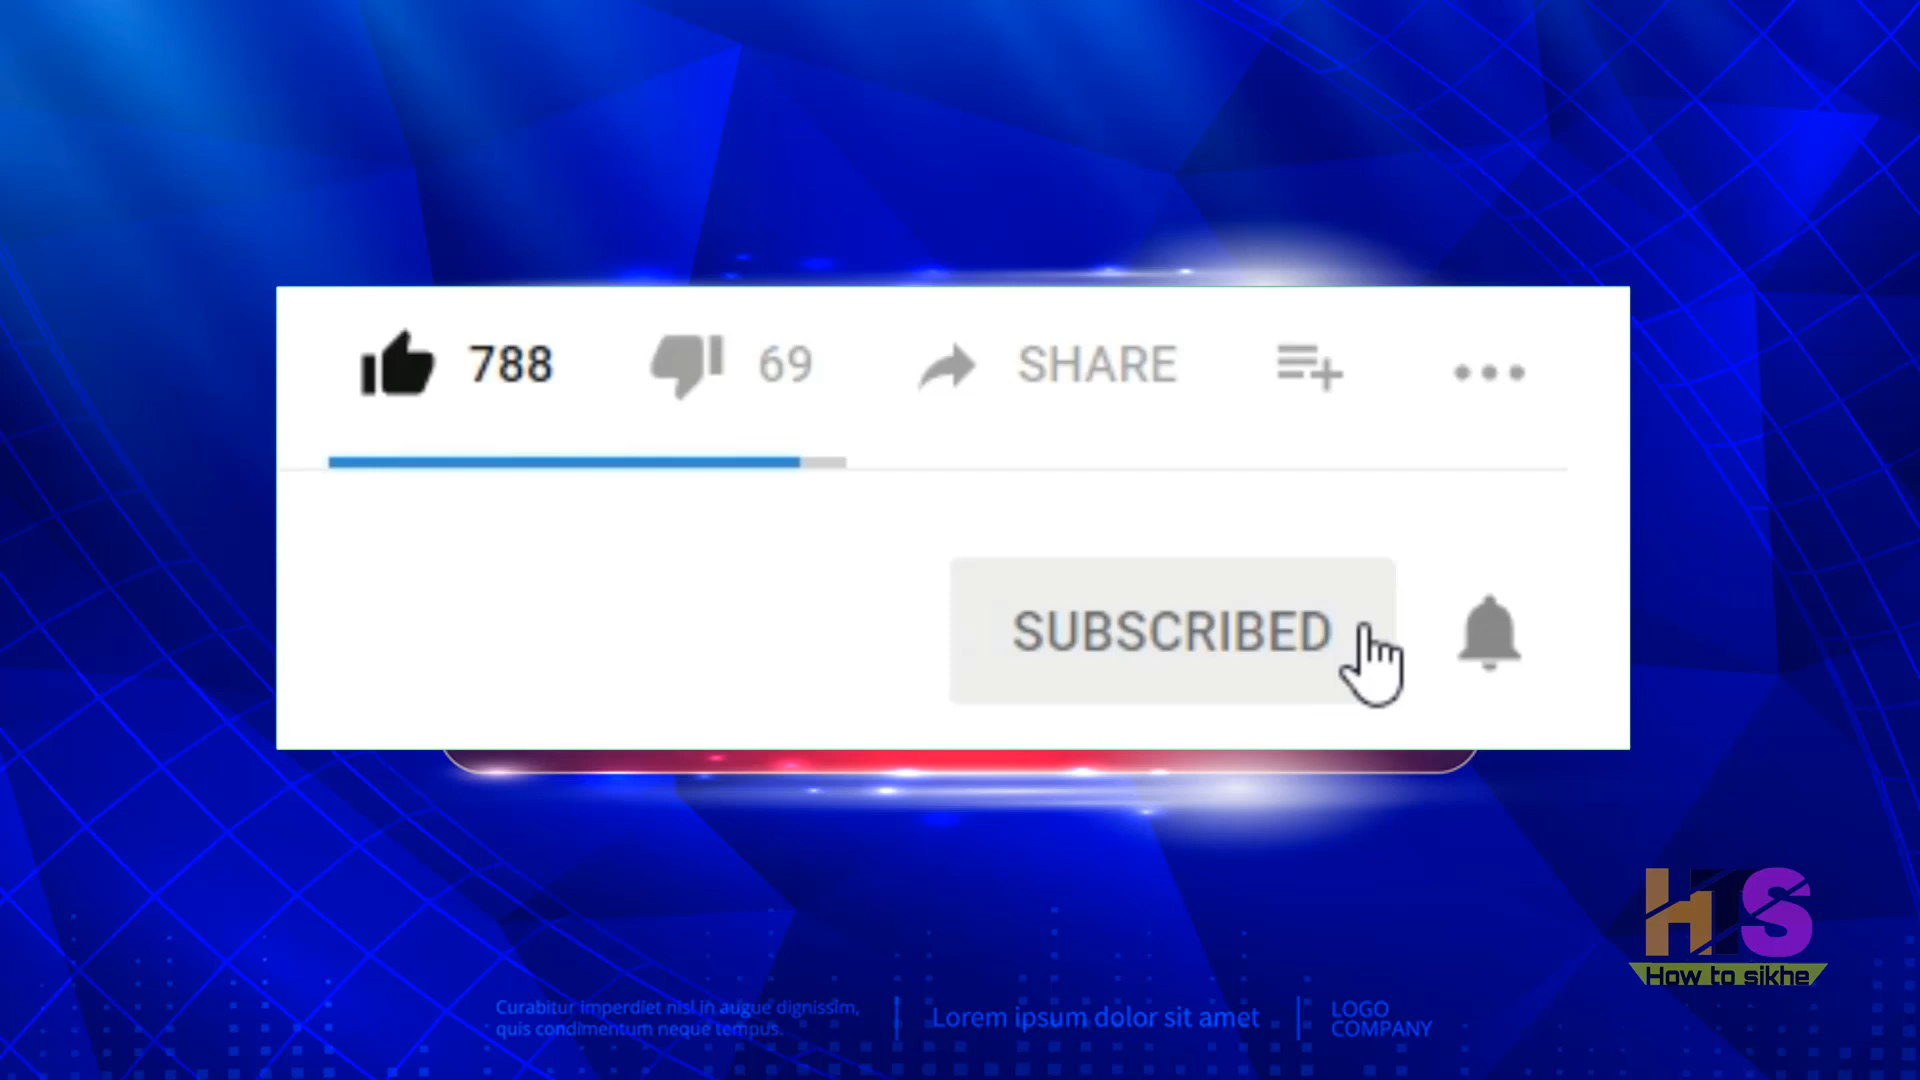 788 69 SHARE
SUBSCRIBED
HTS
How to sikhe
Curabitur imperdiet nisl in augue dignissim,
quis condimentum neque tempus.
Lorem ipsum dolor sit amet
LOGO
COMPANY